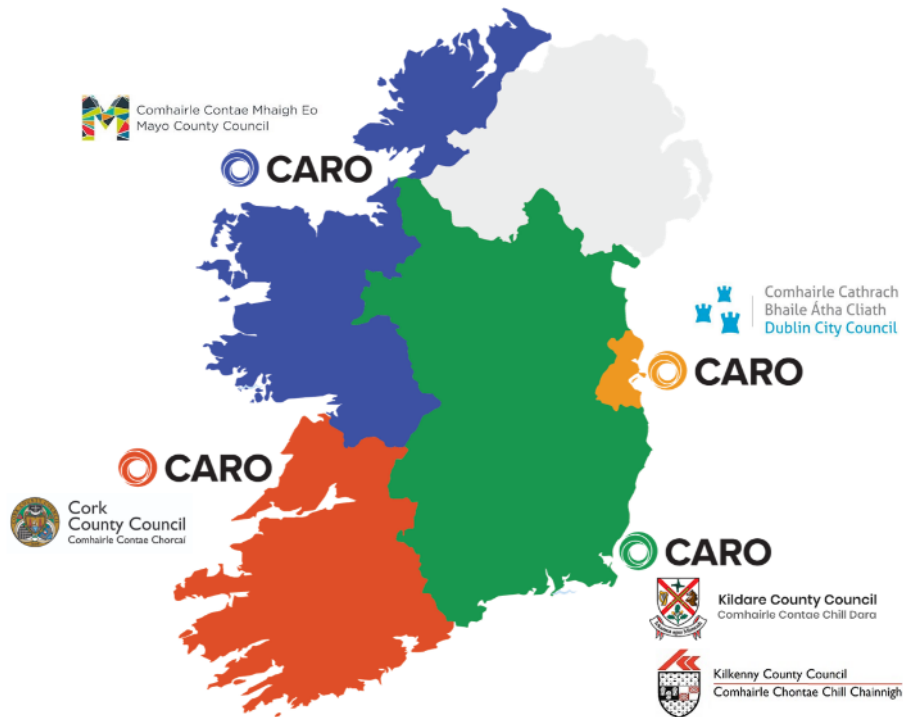 Comhairle Contae Mhaigh Eo
Mayo County Council
CARO
Comhairle Cathrach
Bhaile Átha Cliath
Dublin City Council
CARO
CARO
Cork
County Council
Comhairle Contae Chorcaí
CARO
Kildare County Council
Comhairle Contae Chill Dara
Kilkenny County Council
Comhairle Chontae Chill Chainnigh